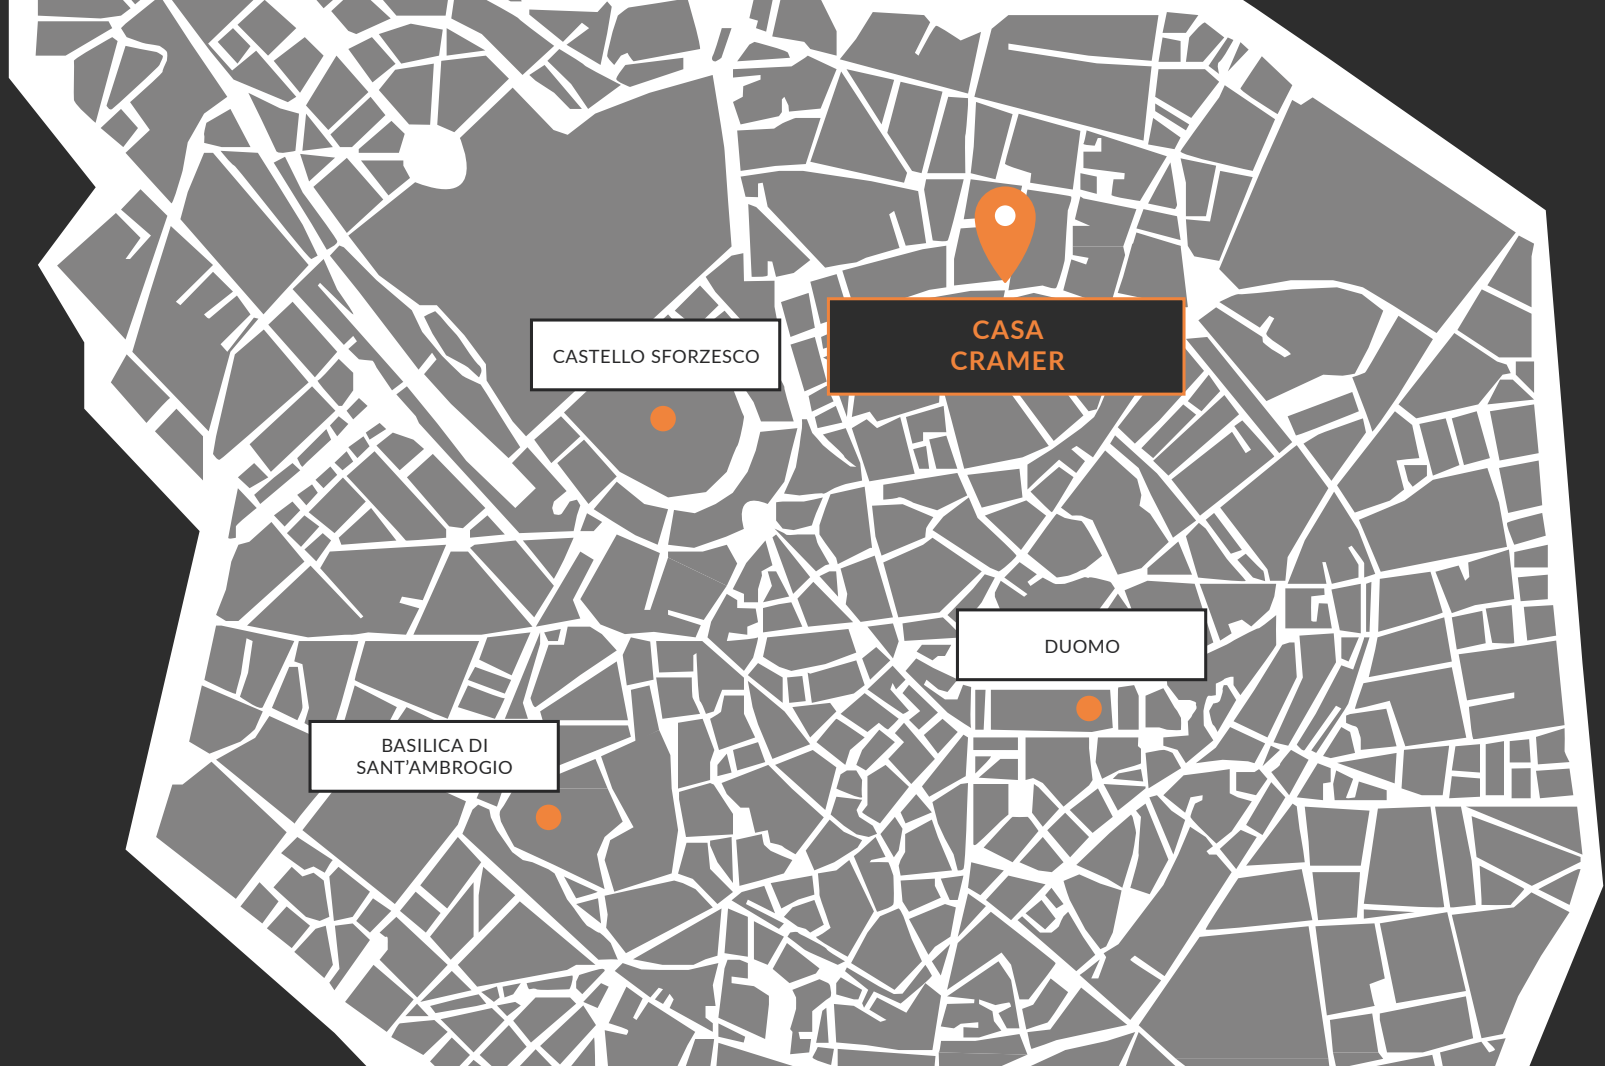 CASTELLO SFORZESCO
CASA
CRAMER
DUOMO
BASILICA DI
SANT’AMBROGIO